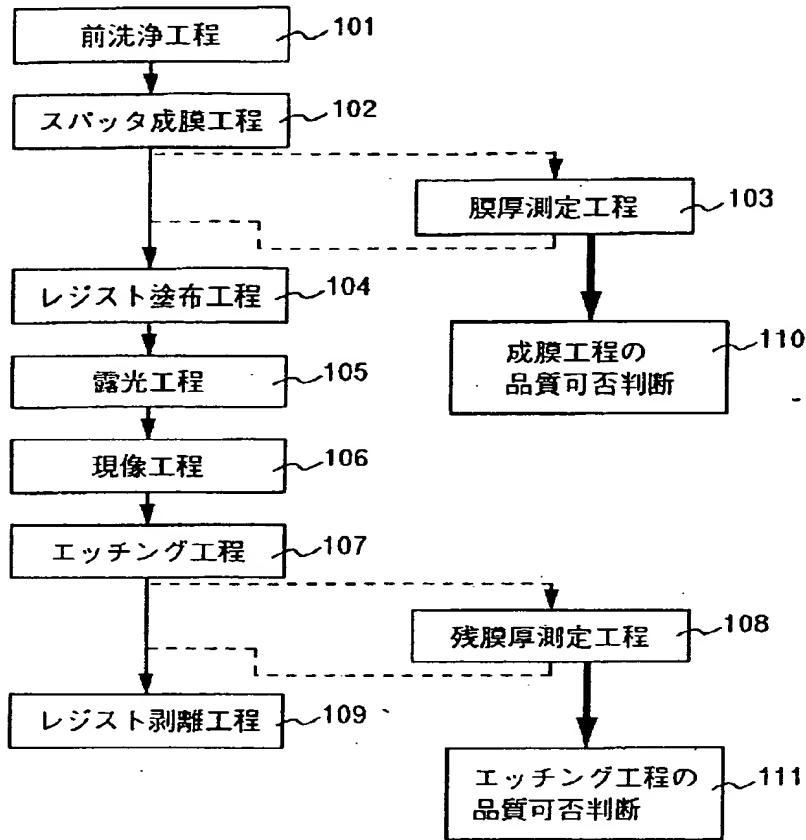 前洗浄工程 101
スパッタ成膜工程 102
膜厚測定工程 103
レジスト塗布工程 104
成膜工程の
品質可否判断 110
露光工程 105
現像工程 106
エッチング工程 107
残膜厚測定工程 108
レジスト剥離工程 109
エッチング工程の
品質可否判断 111